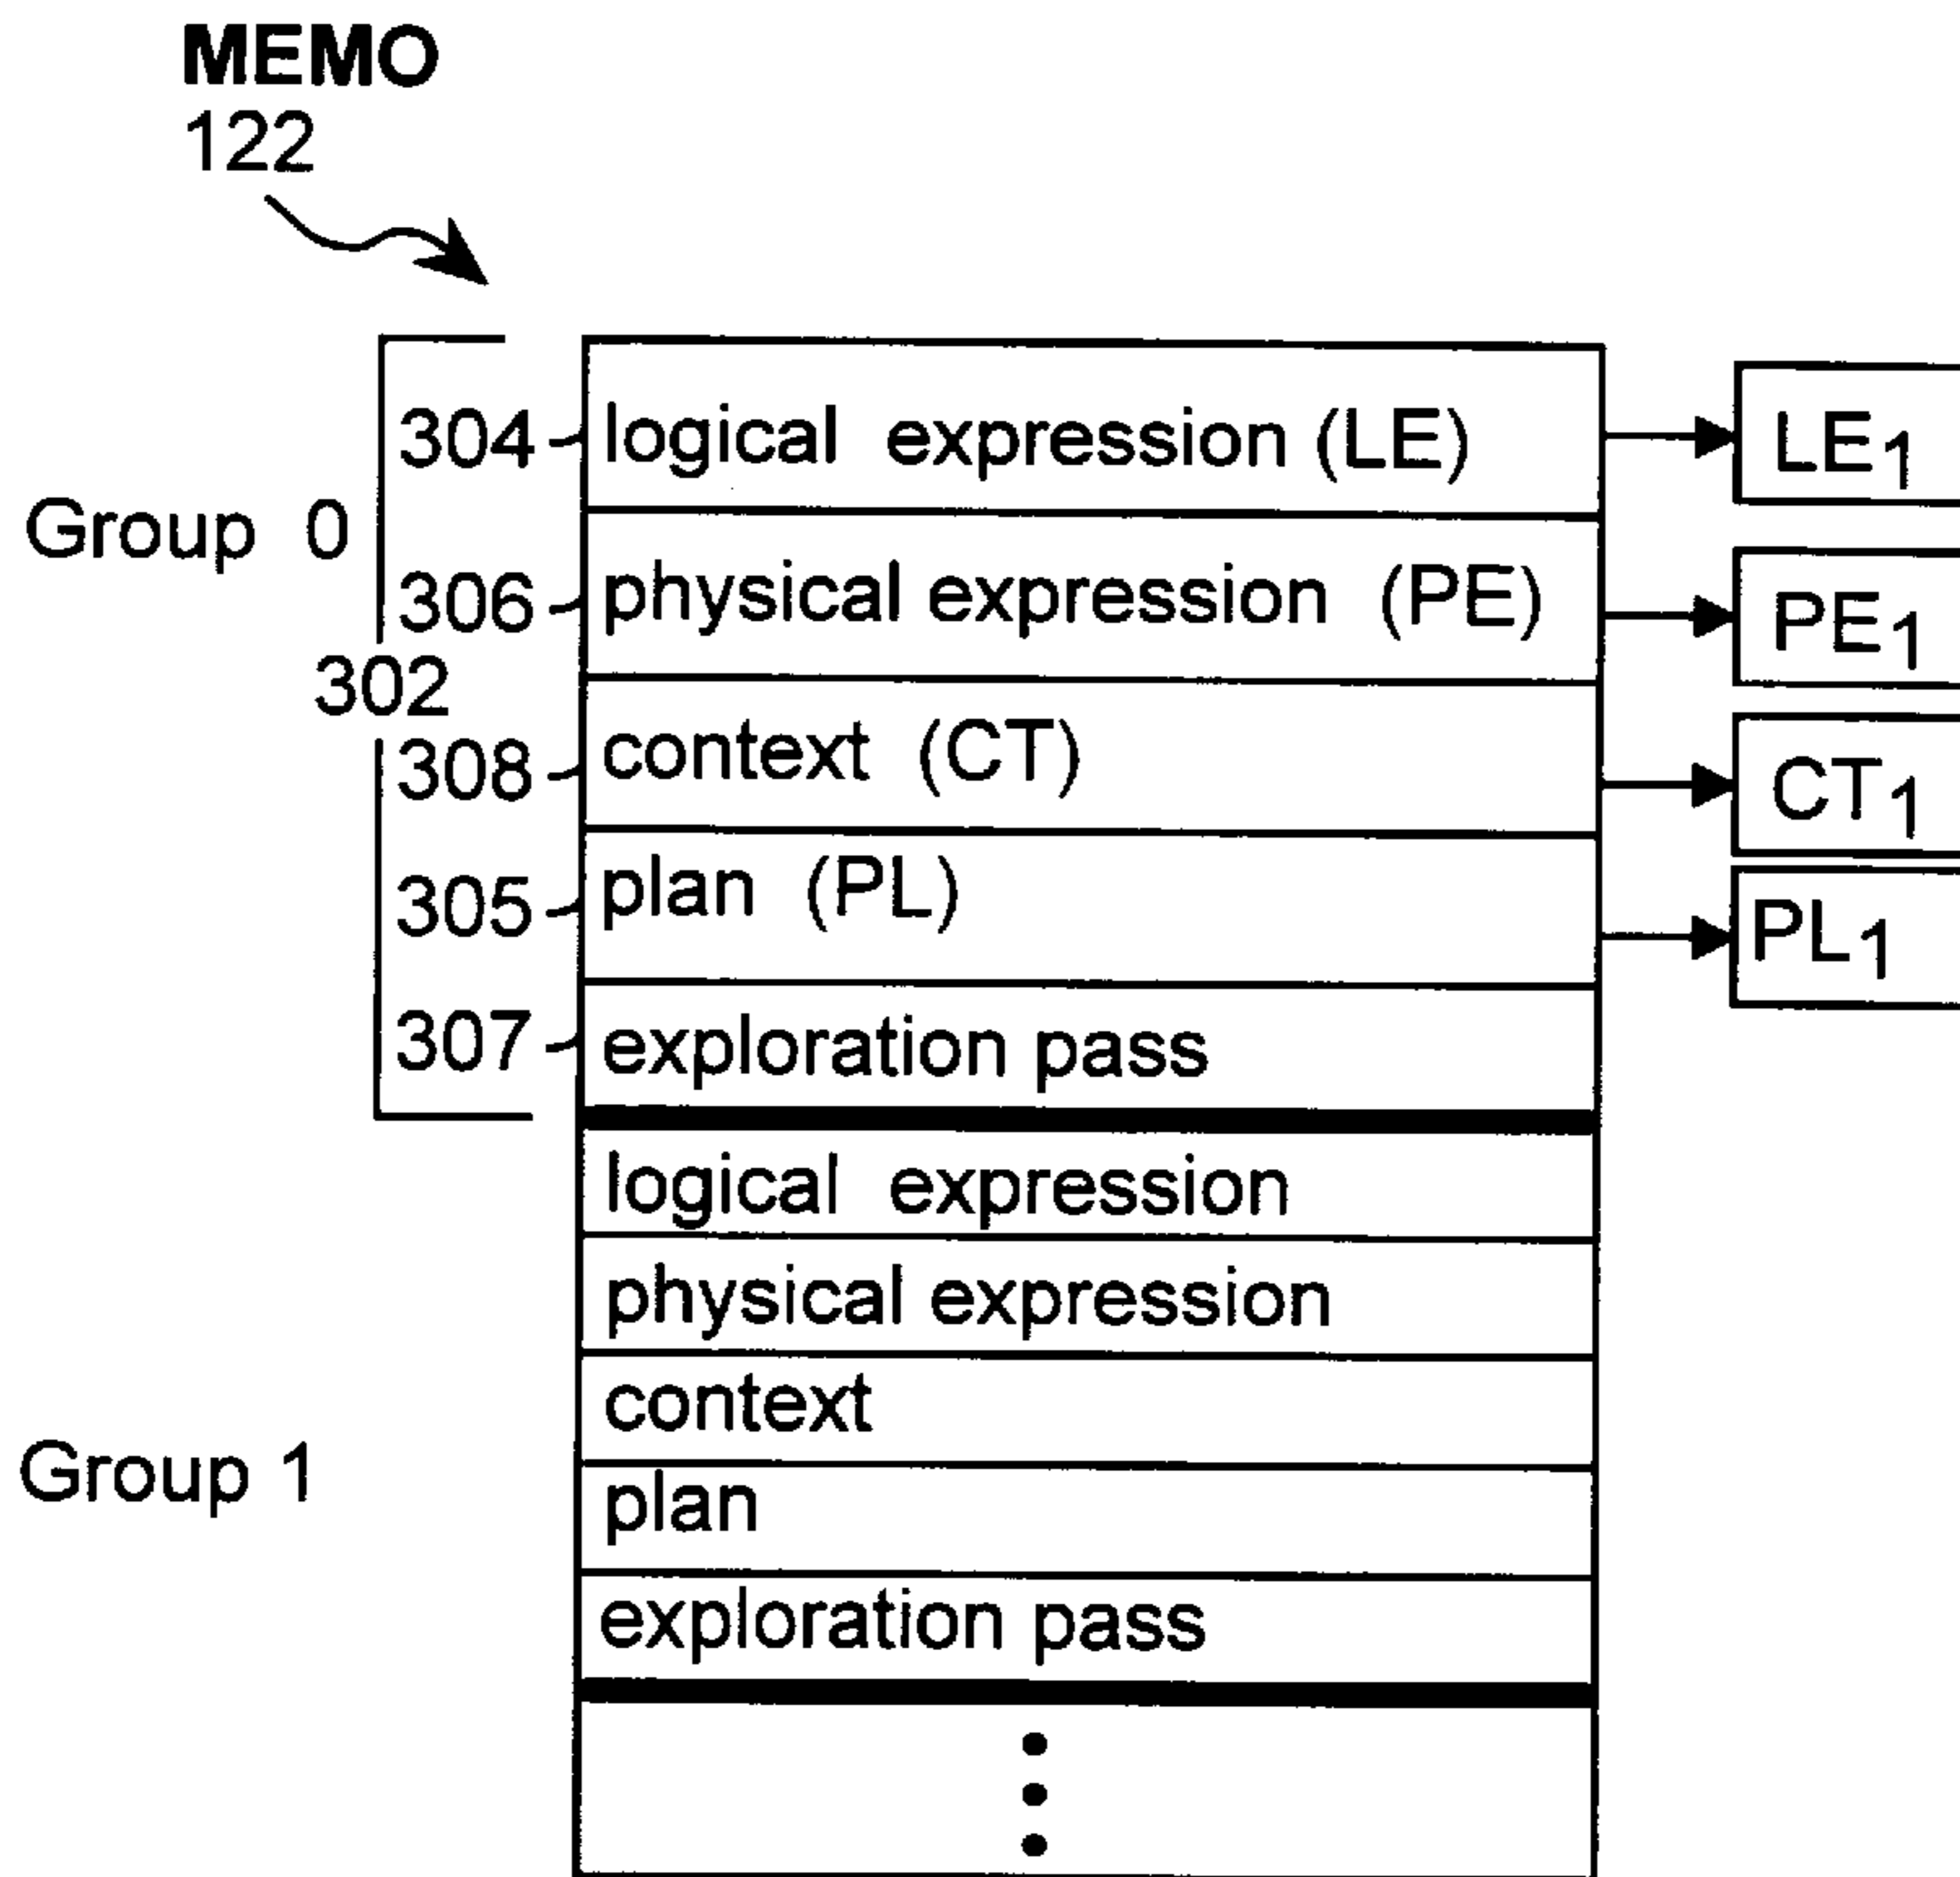 MEMO
122
304 logical expression (LE) LE1
Group 0
306 physical expression (PE) PE1
302
308 context (CT) CT1
305 plan (PL) PL1
307 exploration pass
logical expression
physical expression
context
Group 1
plan
exploration pass